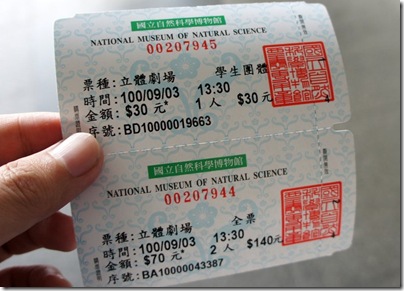 國立自然科學博物館
NATIONAL MUSEUM OF NATURAL SCIENCE
00207945
票種：立體劇場 學生團體
時間：100/09/03 13:30
金額：$30 元* 1 人 $30元
序號：BD10000019663
國立自然科學博物館
NATIONAL MUSEUM OF NATURAL SCIENCE
00207944
票種：立體劇場 全票
時間：100/09/03 13:30
金額：$70 元* 2 人 $140元
序號：BA10000043387